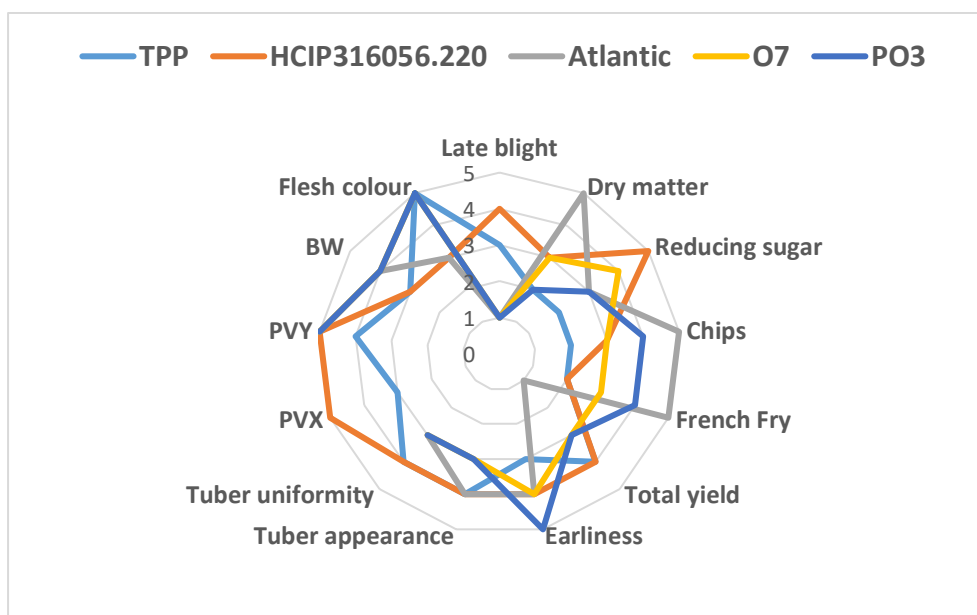 TPP HCIP316056.220 Atlantic O7 PO3
Late blight
Flesh colour 5 Dry matter
4
BW 3 Reducing sugar
2
1
PVY 0 Chips
PVX French Fry
Tuber uniformity Total yield
Tuber appearance Earliness